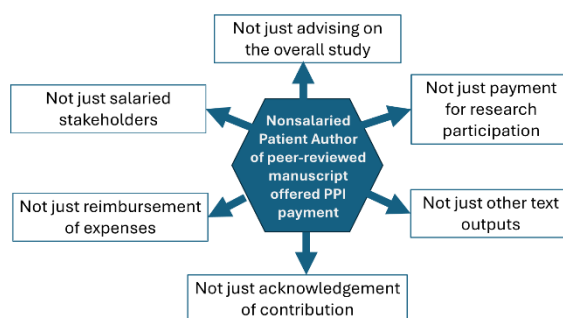 Not just advising on
the overall study
Not just salaried
stakeholders
Not just payment
for research
participation
Nonsalaried
Patient Author
of peer-reviewed
manuscript
offered PPI
payment
Not just reimbursement
of expenses
Not just other text
outputs
Not just acknowledgement
of contribution